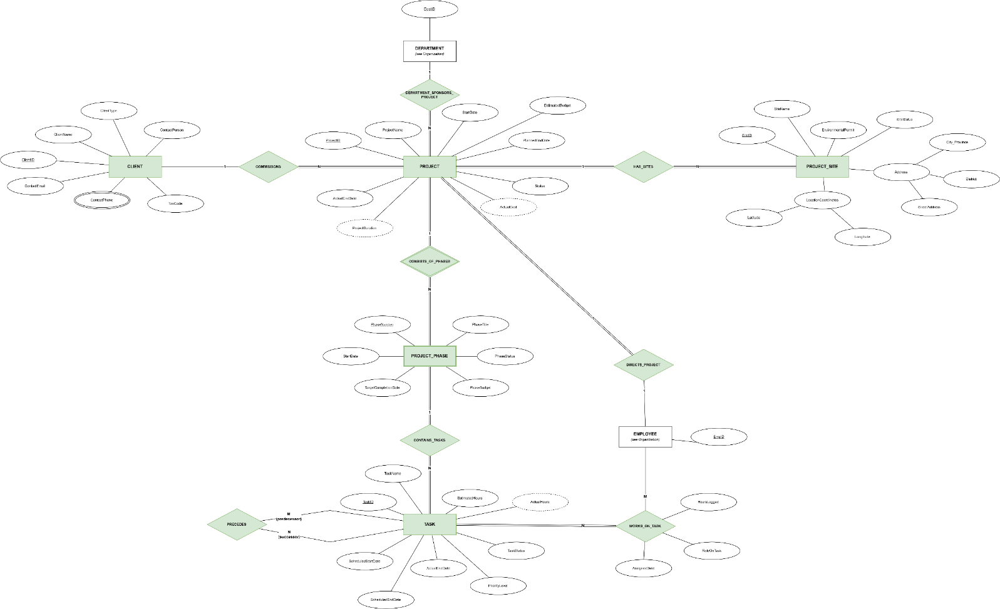 DeptID
DEPARTMENT
(see Organization)
1
DEPARTMENT_SPONSORS_
PROJECT
N
ClientType
ClientName
ContactPerson
ClientID
CLIENT
ContactEmail
ContactPhone
TaxCode
1
COMMISSIONS
N
ProjectID
ProjectName
StartDate
EstimatedBudget
PlannedEndDate
PROJECT
Status
ActualCost
ActualEndDate
ProjectDuration
1
HAS_SITES
N
SiteName
SiteID
EnvironmentalPermit
SiteStatus
City_Province
PROJECT_SITE
Address
District
StreetAddress
LocationCoordinates
Latitude
Longitude
1
CONSISTS_OF_PHASES
N
PhaseNumber
PhaseTitle
StartDate
PROJECT_PHASE
PhaseStatus
TargetCompletionDate
PhaseBudget
1
DIRECTS_PROJECT
1
EMPLOYEE
(see Organization)
EmpID
1
CONTAINS_TASKS
N
TaskName
TaskID
EstimatedHours
ActualHours
PRECEDES
M
(predecessor)
N
(successor)
TASK
N
M
WORKS_ON_TASK
HoursLogged
RoleOnTask
AssignedDate
ScheduledStartDate
ActualEndDate
TaskStatus
PriorityLevel
ScheduledEndDate